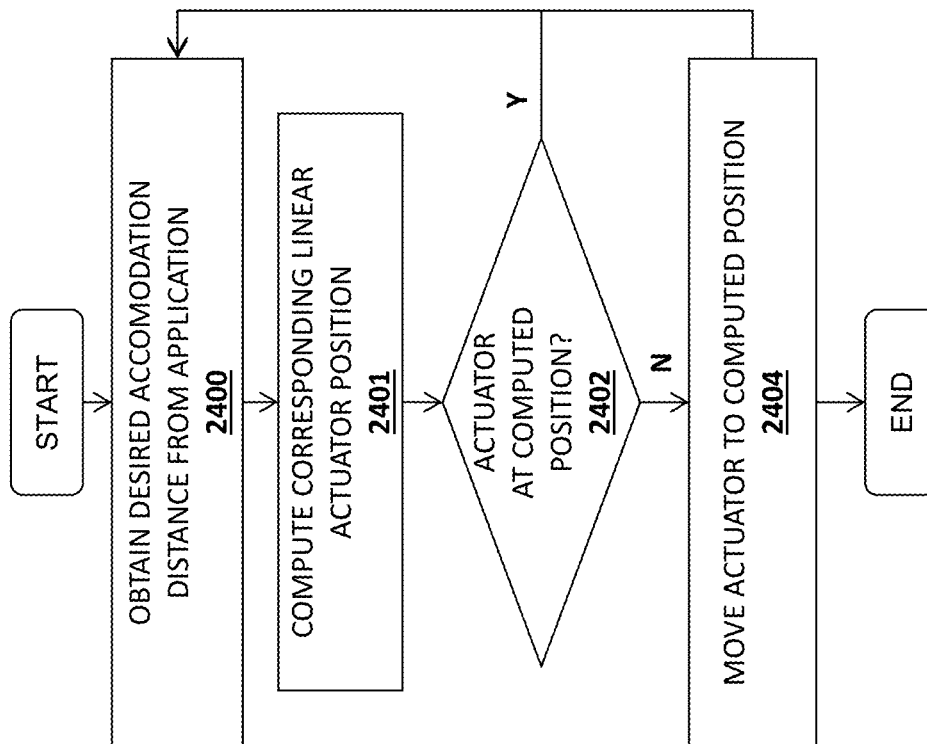 START
OBTAIN DESIRED ACCOMODATION
DISTANCE FROM APPLICATION
2400
COMPUTE CORRESPONDING LINEAR
ACTUATOR POSITION
2401
ACTUATOR
AT COMPUTED
POSITION?
2402
Y
N
MOVE ACTUATOR TO COMPUTED POSITION
2404
END